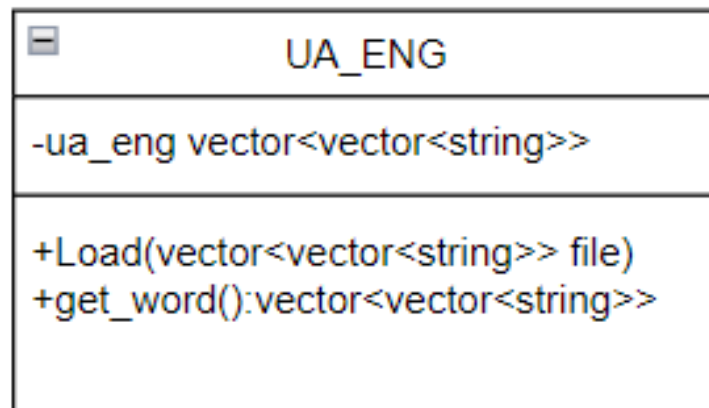 UA_ENG
-ua_eng vector<vector<string>>
+Load(vector<vector<string>> file)
+get_word():vector<vector<string>>